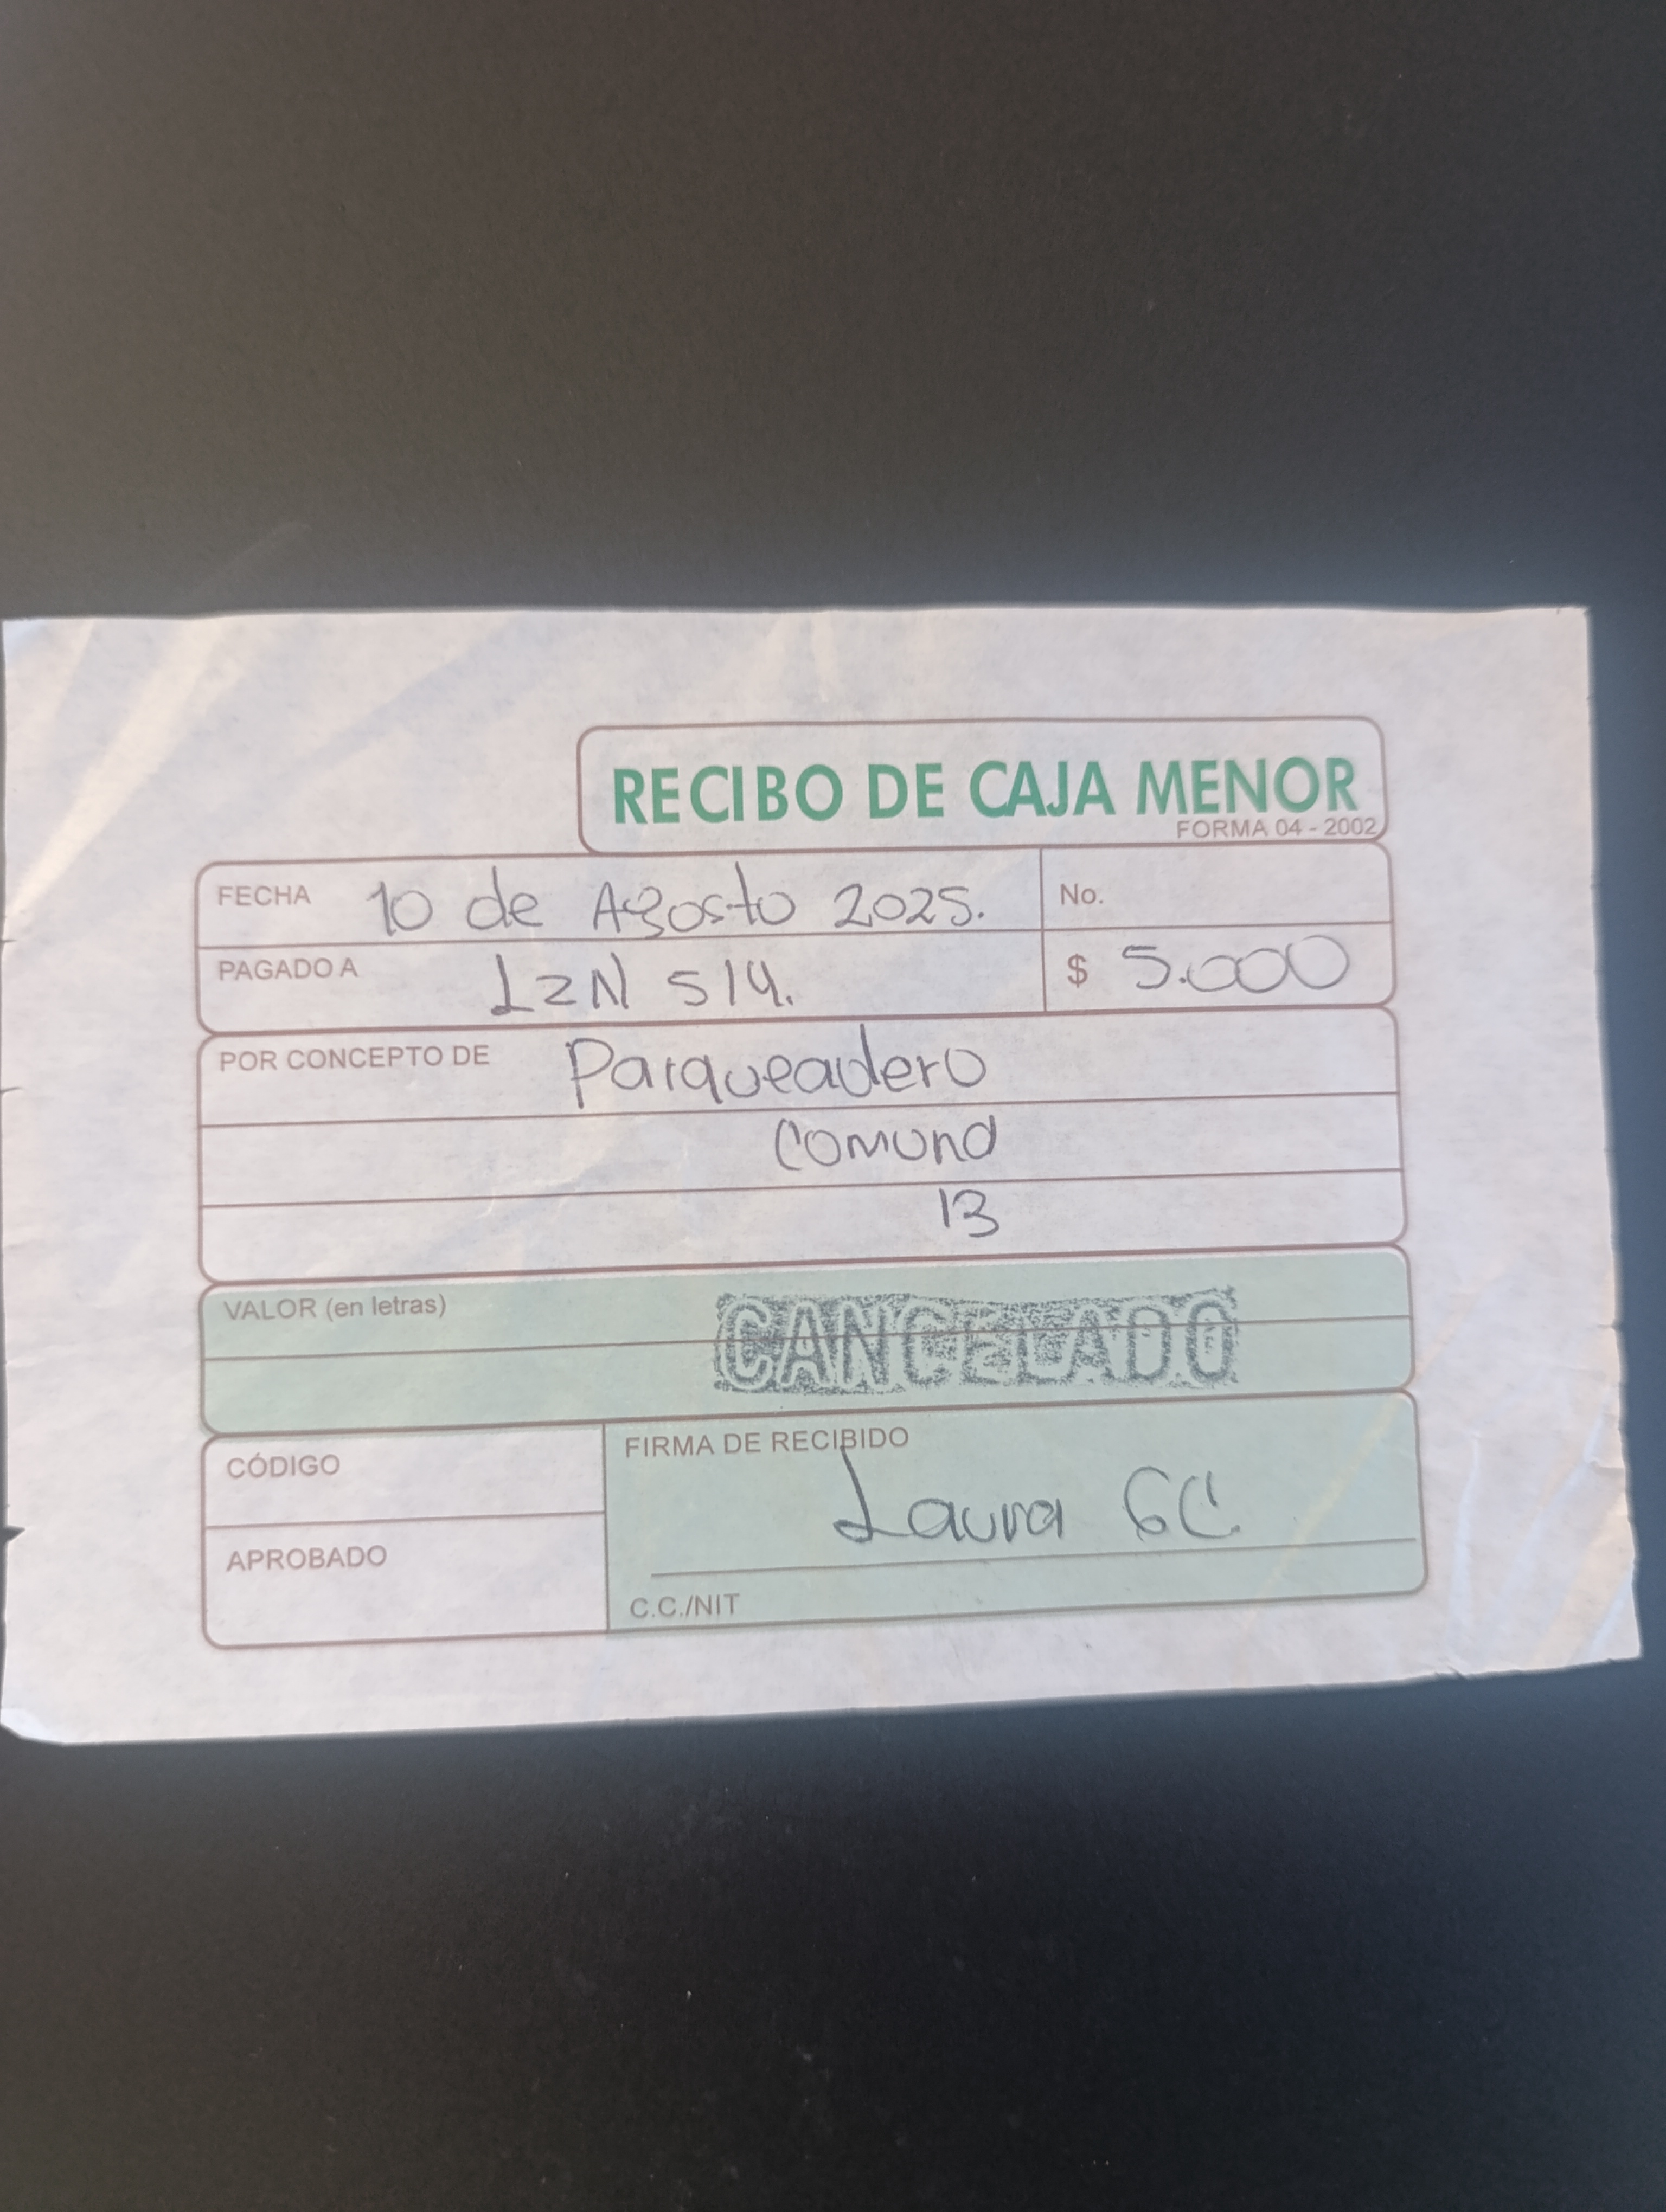 RECIBO DE CAJA MENOR
FORMA 04 - 2002
FECHA 10 de Agosto 2025. No.
PAGADO A LZN 514. $ 5.000
POR CONCEPTO DE Parqueadero
Comuna
13
VALOR (en letras)
CANCELADO
CÓDIGO
FIRMA DE RECIBIDO
Laura GC
APROBADO
C.C./NIT